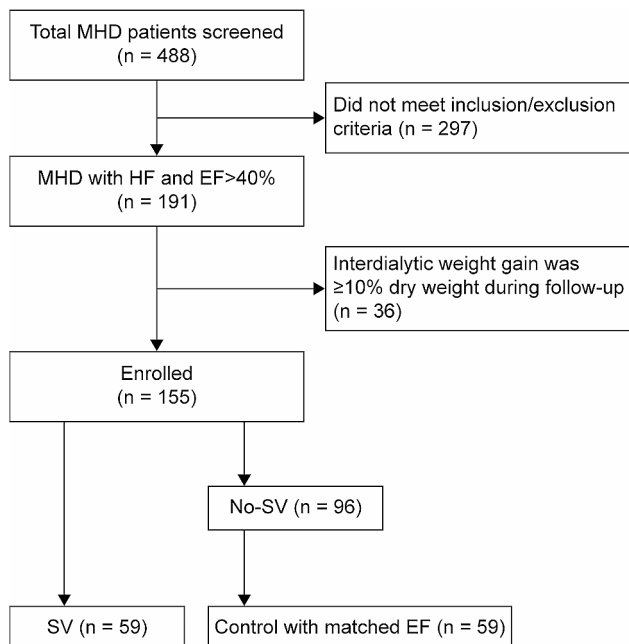 Total MHD patients screened
(n = 488)
Did not meet inclusion/exclusion
criteria (n = 297)
MHD with HF and EF>40%
(n = 191)
Interdialytic weight gain was
≥10% dry weight during follow-up
(n = 36)
Enrolled
(n = 155)
No-SV (n = 96)
SV (n = 59)
Control with matched EF (n = 59)